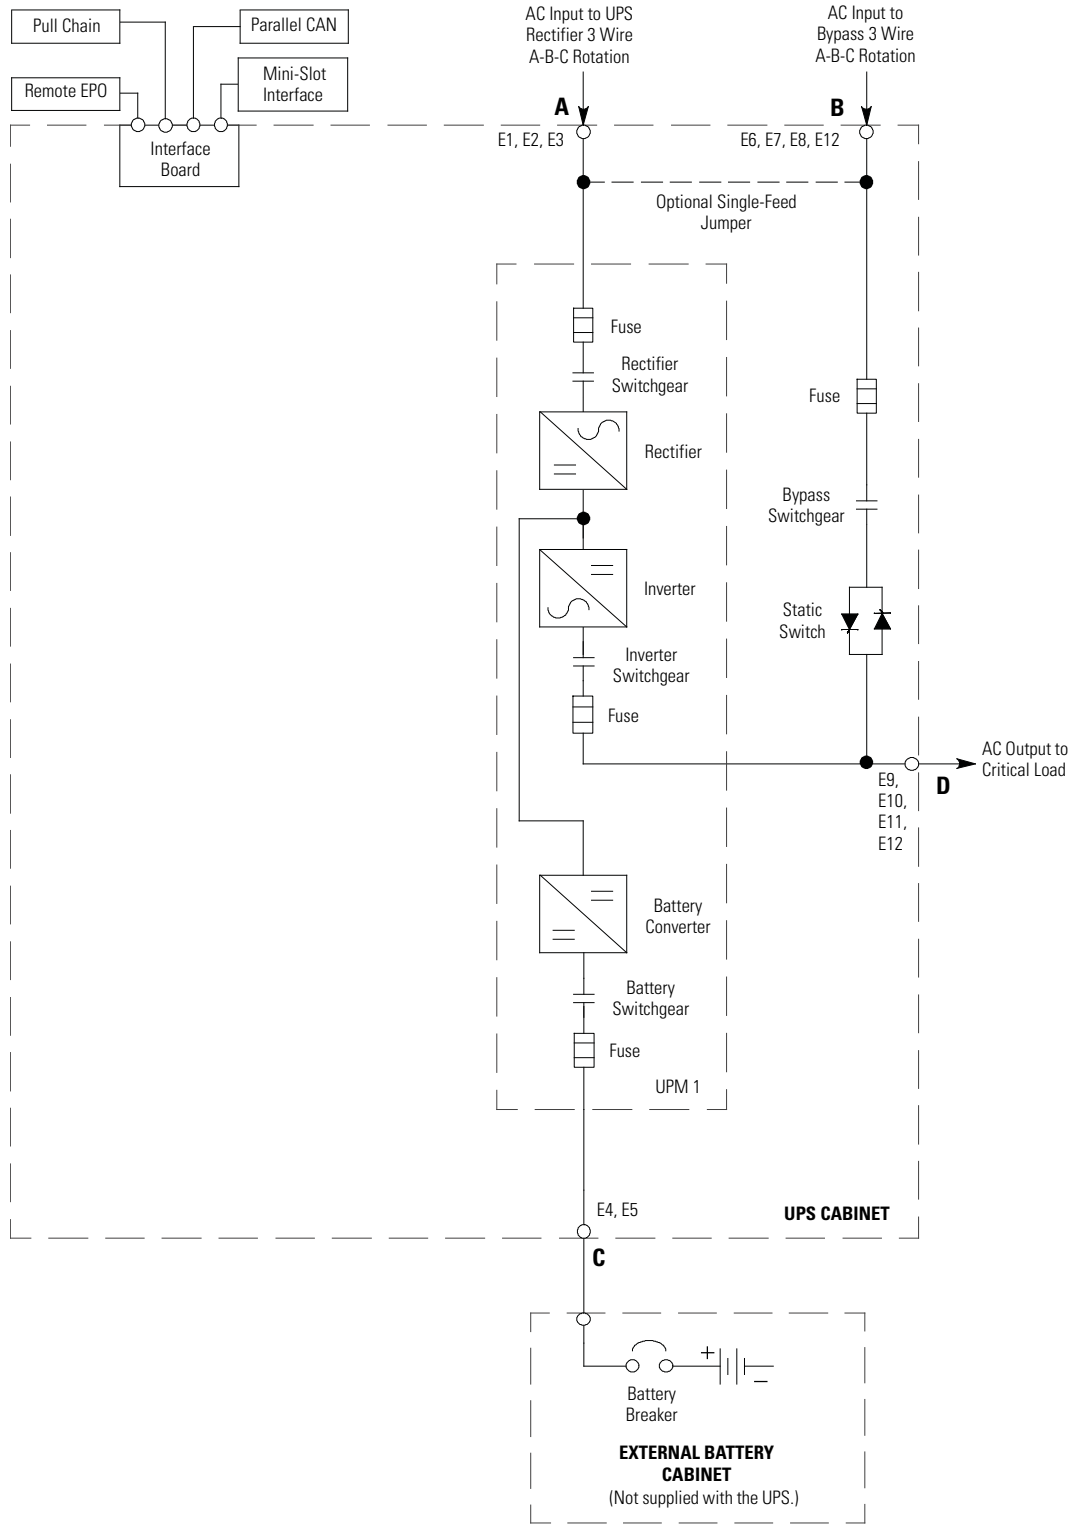 Pull Chain
Parallel CAN
Remote EPO
Mini-Slot
Interface
Interface
Board
AC Input to UPS
Rectifier 3 Wire
A-B-C Rotation
AC Input to
Bypass 3 Wire
A-B-C Rotation
A
B
E1, E2, E3
E6, E7, E8, E12
Optional Single-Feed
Jumper
Fuse
Rectifier
Switchgear
Rectifier
Fuse
Bypass
Switchgear
Inverter
Static
Switch
Inverter
Switchgear
Fuse
AC Output to
Critical Load
D
E9,
E10,
E11,
E12
Battery
Converter
Battery
Switchgear
Fuse
UPM 1
E4, E5
UPS CABINET
C
+
–
Battery
Breaker
EXTERNAL BATTERY
CABINET
(Not supplied with the UPS.)